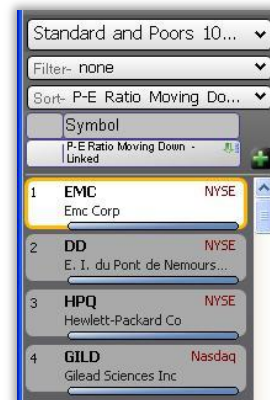 Standard and Poors 10...
Filter- none
Sort- P-E Ratio Moving Do...
Symbol
P-E Ratio Moving Down -
Linked
1 EMC NYSE
Emc Corp
2 DD NYSE
E. I. du Pont de Nemours...
3 HPQ NYSE
Hewlett-Packard Co
4 GILD Nasdaq
Gilead Sciences Inc